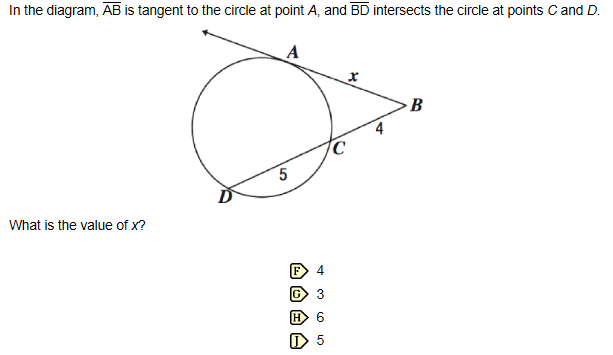 In the diagram, AB is tangent to the circle at point A, and BD intersects the circle at points C and D.
A
x
B
4
C
5
D
What is the value of x?
F 4
G 3
H 6
J 5